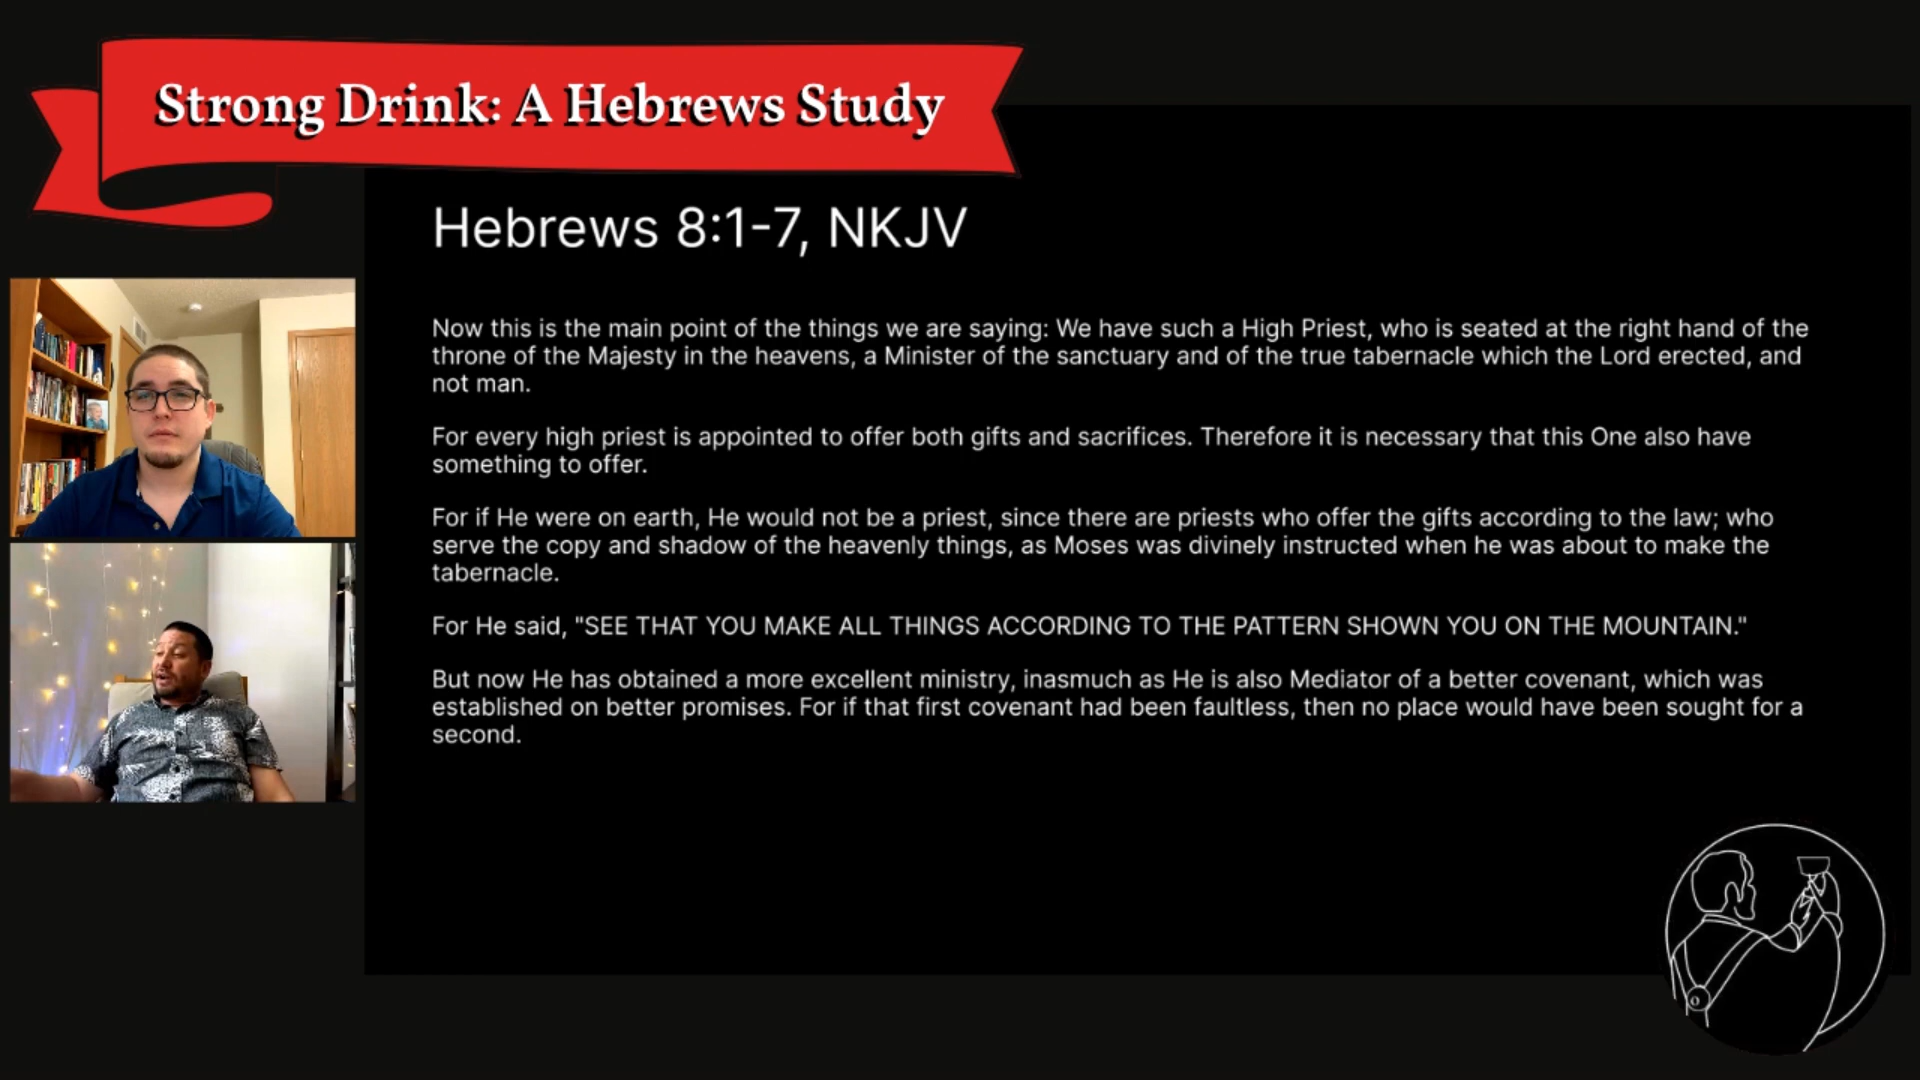 Strong Drink: A Hebrews Study
Hebrews 8:1-7, NKJV
Now this is the main point of the things we are saying: We have such a High Priest, who is seated at the right hand of the
throne of the Majesty in the heavens, a Minister of the sanctuary and of the true tabernacle which the Lord erected, and
not man.
For every high priest is appointed to offer both gifts and sacrifices. Therefore it is necessary that this One also have
something to offer.
For if He were on earth, He would not be a priest, since there are priests who offer the gifts according to the law; who
serve the copy and shadow of the heavenly things, as Moses was divinely instructed when he was about to make the
tabernacle.
For He said, "SEE THAT YOU MAKE ALL THINGS ACCORDING TO THE PATTERN SHOWN YOU ON THE MOUNTAIN."
But now He has obtained a more excellent ministry, inasmuch as He is also Mediator of a better covenant, which was
established on better promises. For if that first covenant had been faultless, then no place would have been sought for a
second.